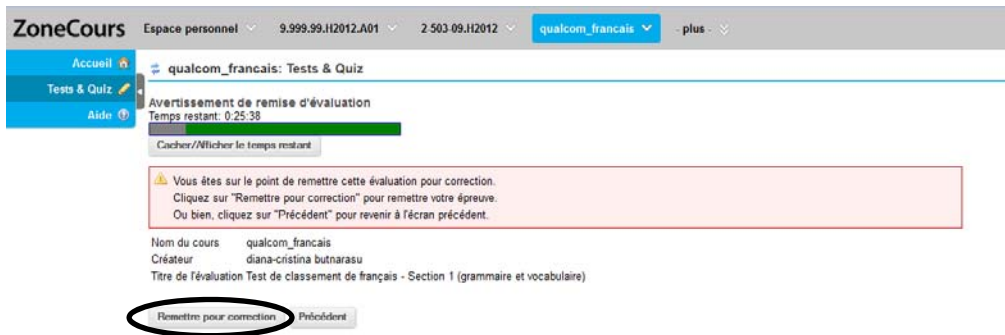 ZoneCours Espace personnel 9.999.99.H2012.A01 2-503-09.H2012 qualcom_francais - plus -
Accueil
Tests & Quiz
Aide
qualcom_francais: Tests & Quiz
Avertissement de remise d'évaluation
Temps restant: 0:25:38
Cacher/Afficher le temps restant
Vous êtes sur le point de remettre cette évaluation pour correction.
Cliquez sur "Remettre pour correction" pour remettre votre épreuve.
Ou bien, cliquez sur "Précédent" pour revenir à l'écran précédent.
Nom du cours qualcom_francais
Créateur diana-cristina butnarasu
Titre de l'évaluation Test de classement de français - Section 1 (grammaire et vocabulaire)
Remettre pour correction Précédent